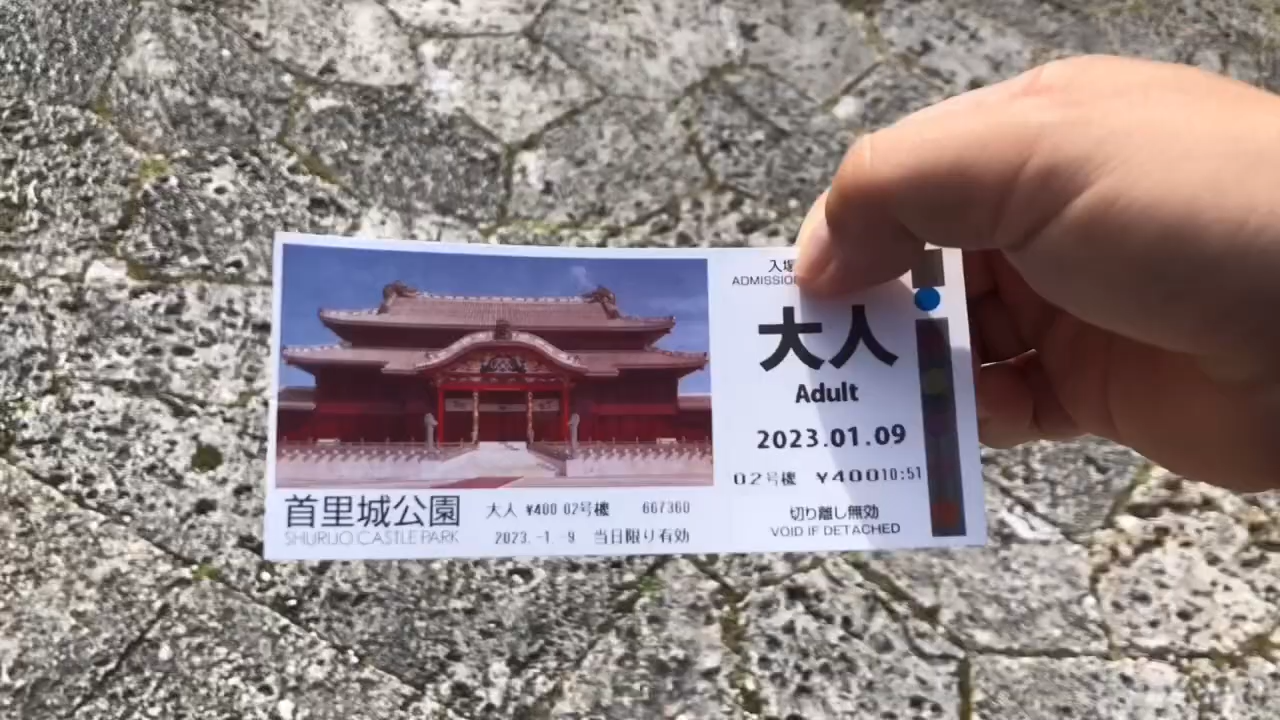 首里城公園
SHURIJO CASTLE PARK
大人 ¥400 02号機 667360
2023. -1. -9 当日限り有効
入場
ADMISSION
大人
Adult
2023.01.09
02号機 ¥400 10:51
切り離し無効
VOID IF DETACHED